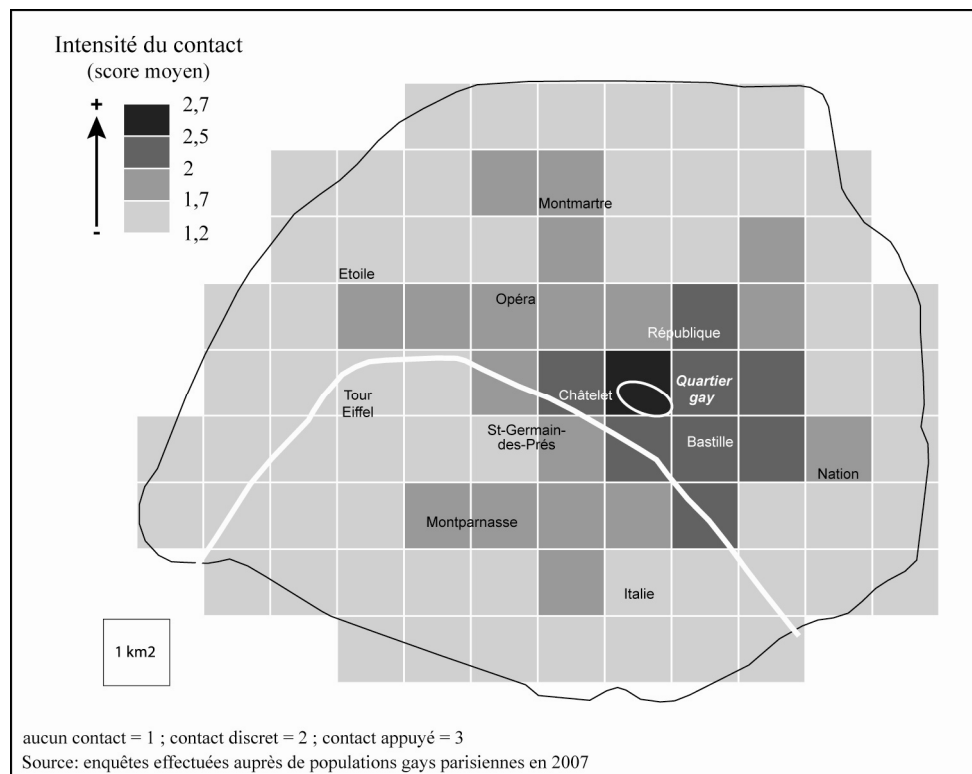 Intensité du contact
(score moyen)
+
2,7
2,5
2
1,7
-
1,2
Montmartre
Etoile
Opéra
République
Tour
Eiffel
Châtelet
Quartier
gay
St-Germain-
des-Prés
Bastille
Nation
Montparnasse
Italie
1 km2
aucun contact = 1 ; contact discret = 2 ; contact appuyé = 3
Source: enquêtes effectuées auprès de populations gays parisiennes en 2007